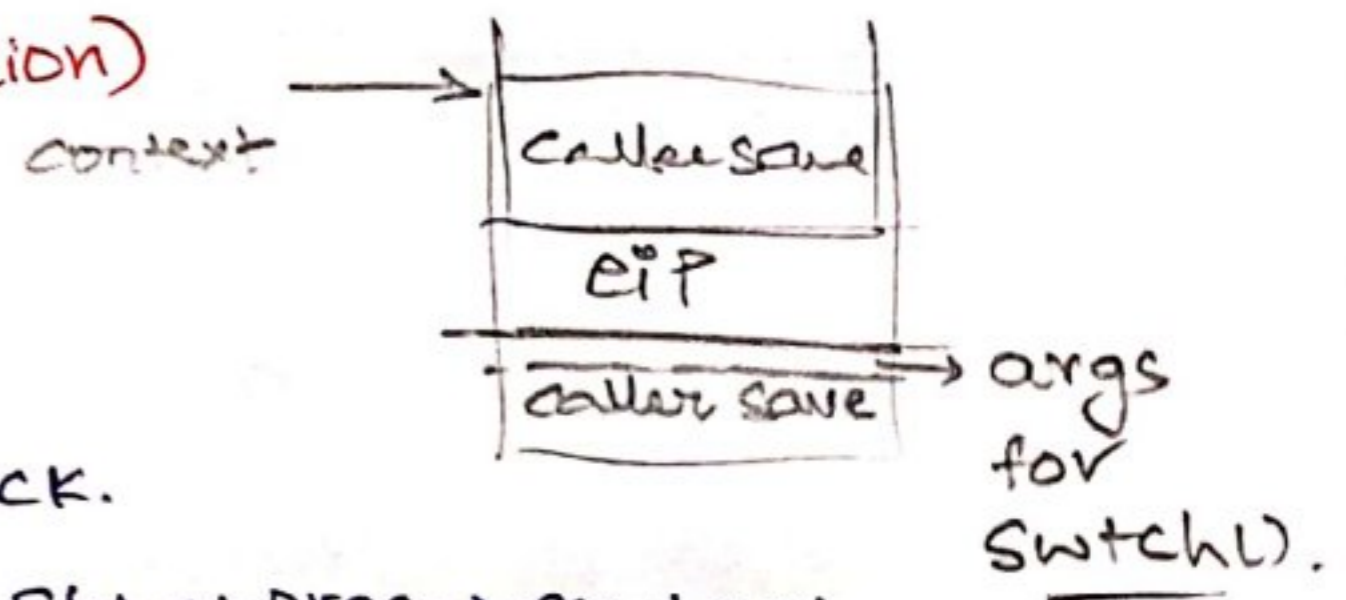 ion)
context
Callee save
eip
caller save
args
for
swtch().
ck.